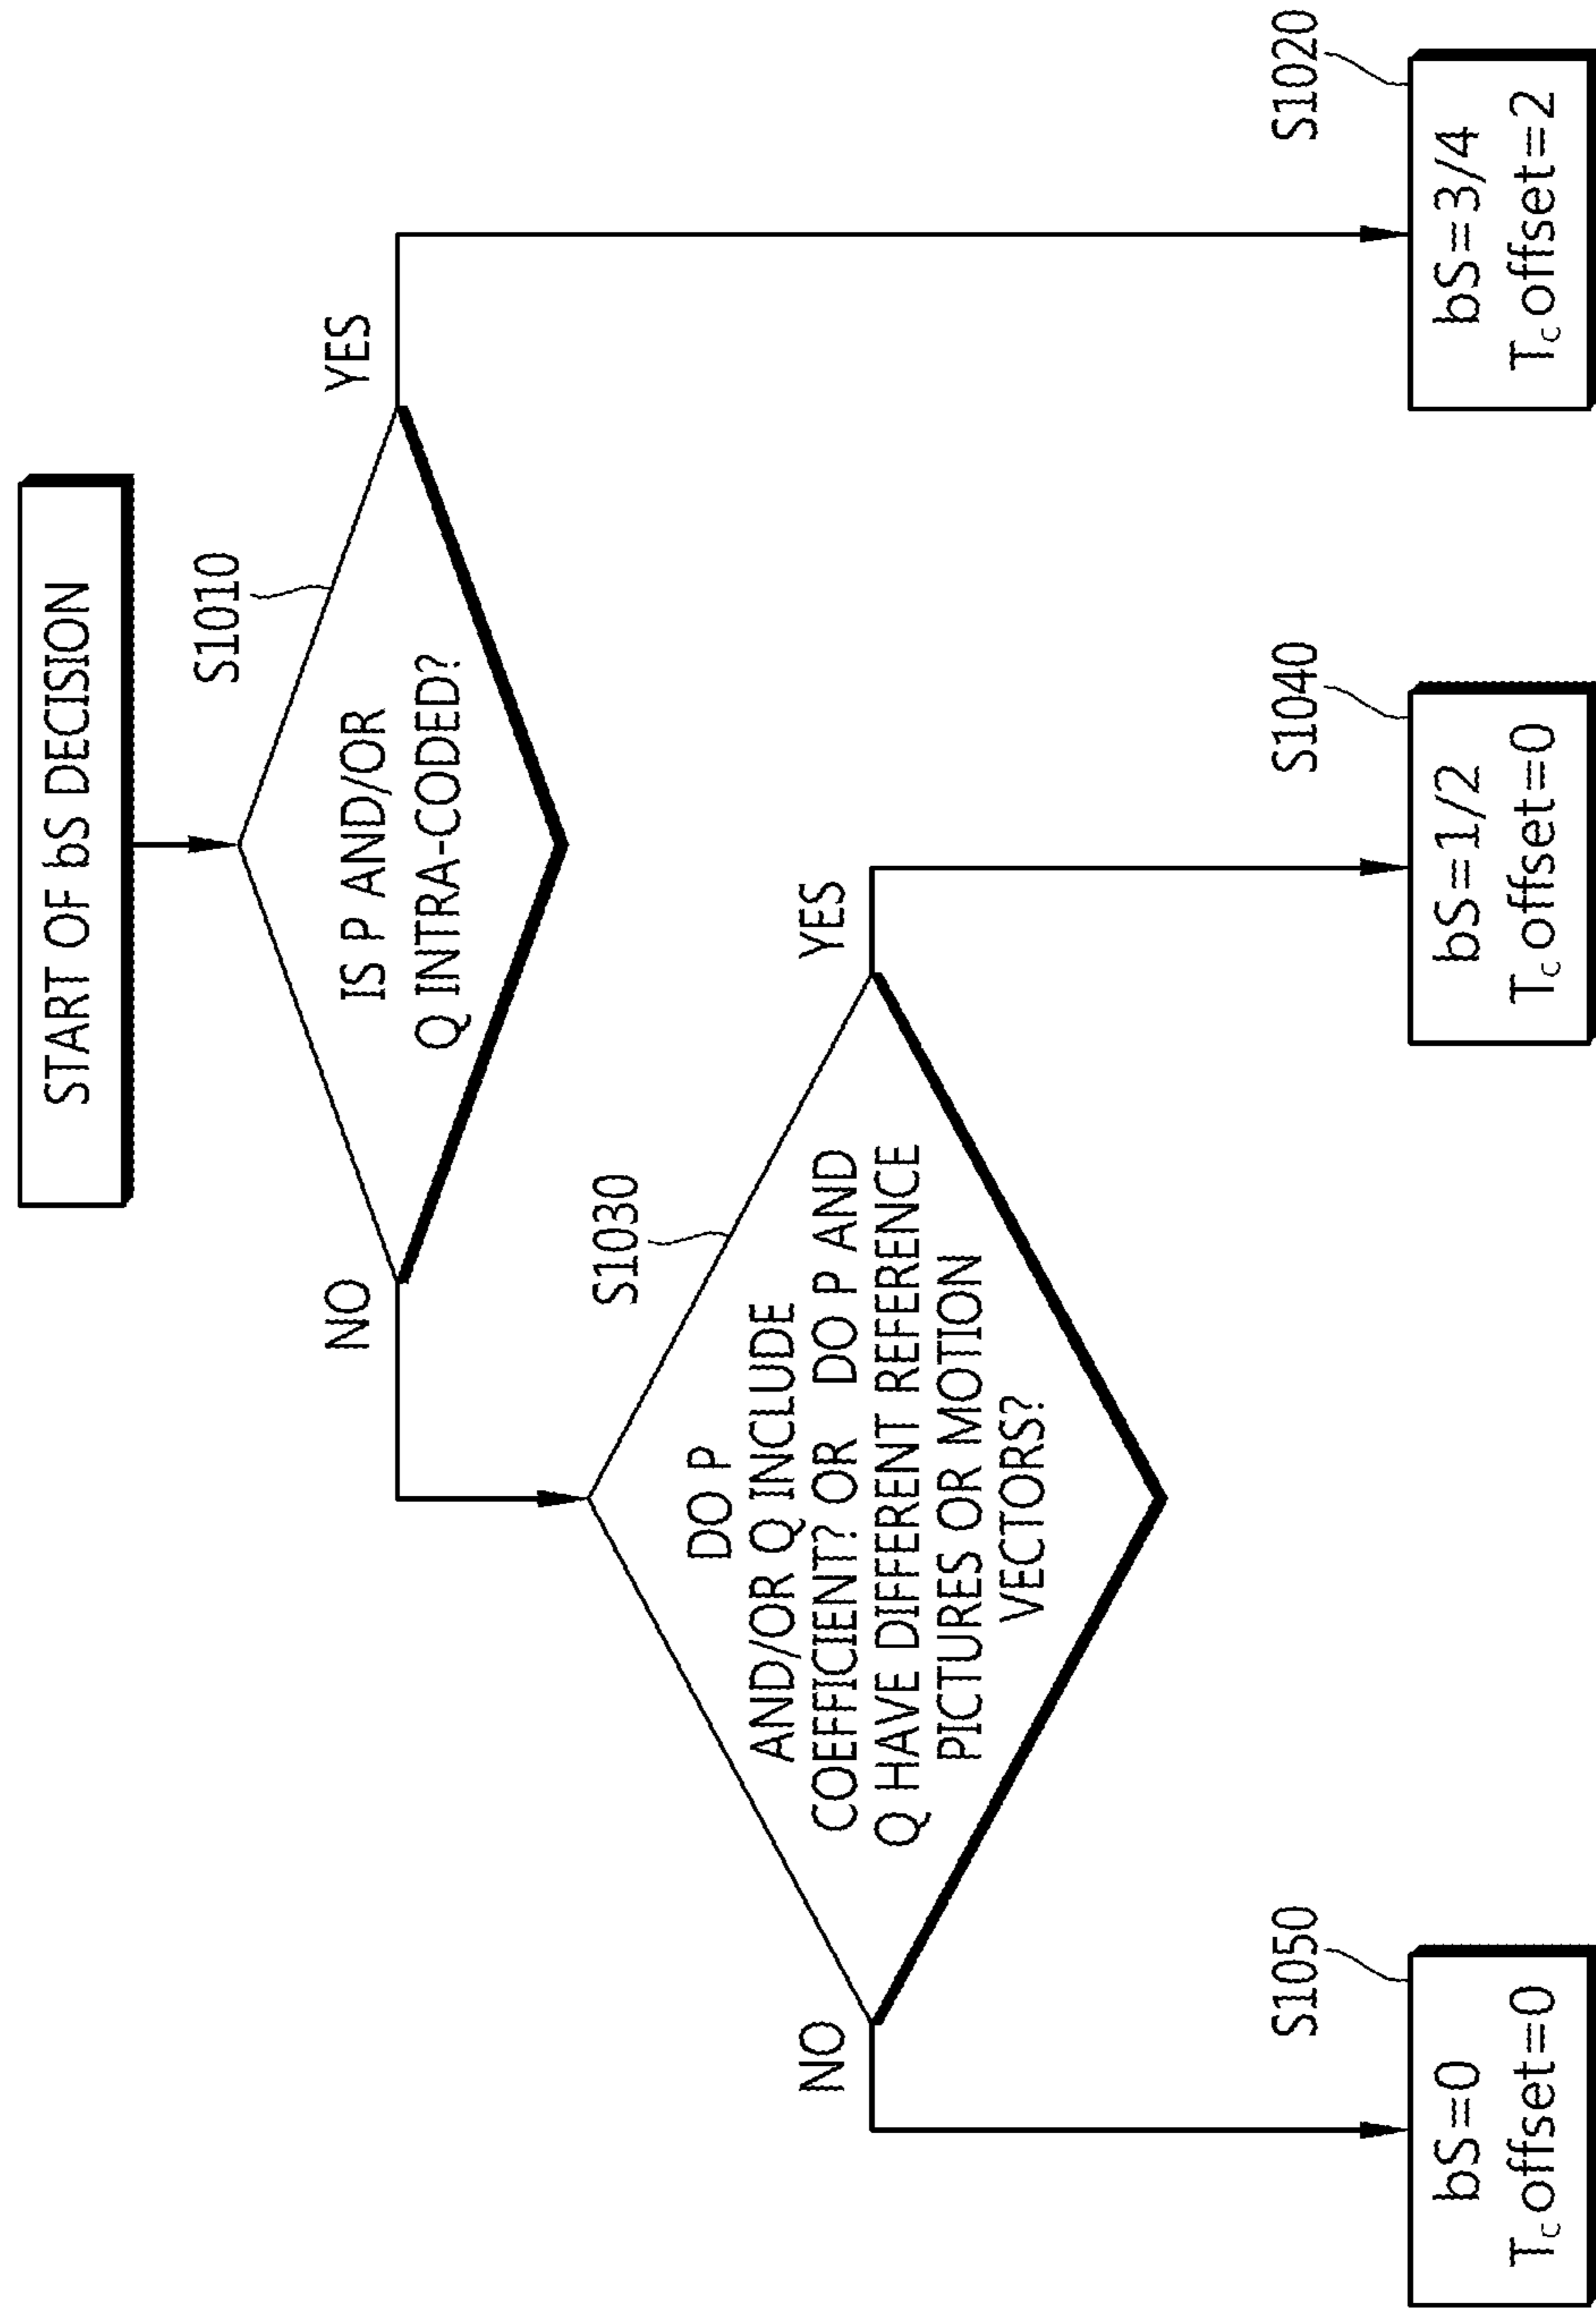 START OF bS DECISION
S1010
IS P AND/OR
Q INTRA-CODED?
NO
YES
S1030
DO P
AND/OR Q INCLUDE
COEFFICIENT? OR DO P AND
Q HAVE DIFFERENT REFERENCE
PICTURES OR MOTION
VECTORS?
NO
YES
S1050
bS=0
Tc offset=0
S1040
bS=1/2
Tc offset=0
S1020
bS=3/4
Tc offset=2